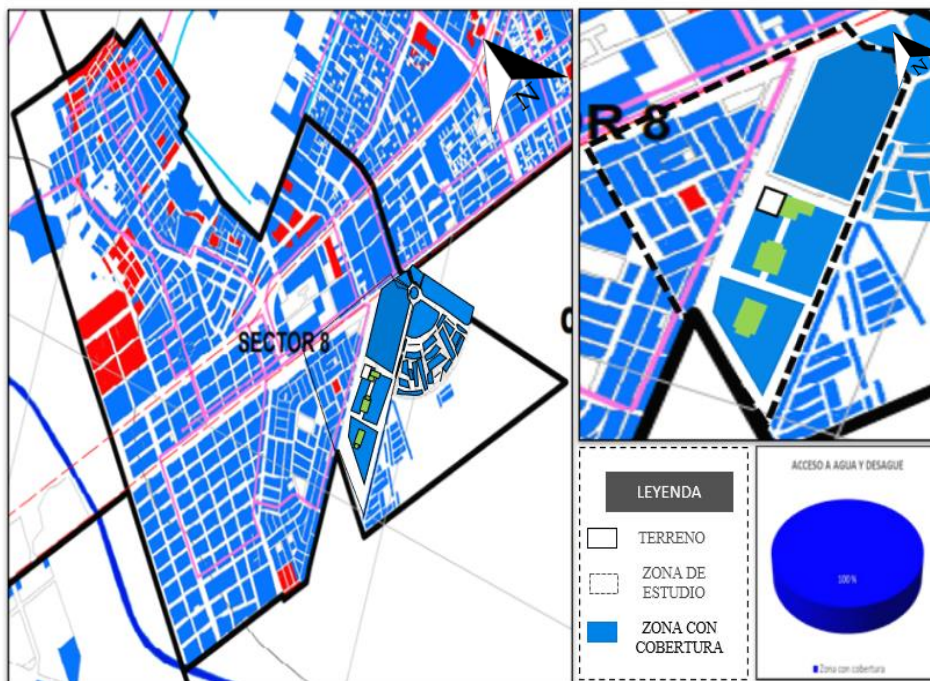 N
SECTOR 8
N
R 8
LEYENDA
TERRENO
ZONA DE
ESTUDIO
ZONA CON
COBERTURA
ACCESO A AGUA Y DESAGUE
100 %
Zona con cobertura